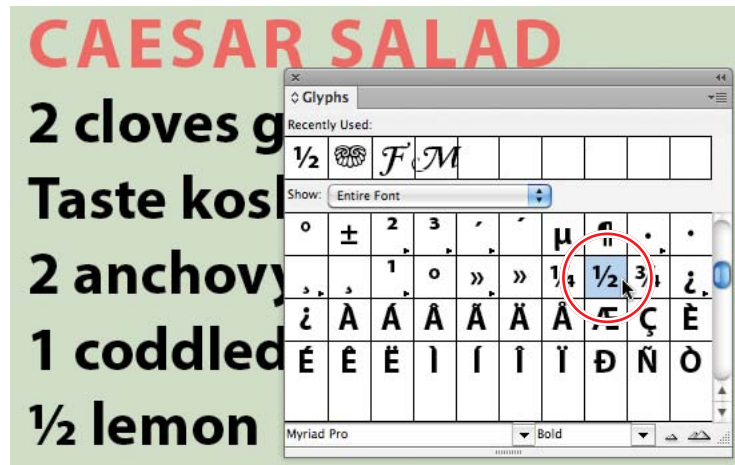 CAESAR SALAD
2 cloves g
Taste kosh
2 anchovy
1 coddled
½ lemon
Glyphs
Recently Used:
½ ℱ ℳ
Show: Entire Font
º ± ² ³ ´ ´ µ ¶ · ·
¸ ¸ ¹ º » » ¼ ½ ¾ ¿
¿ À Á Â Ã Ä Å Æ Ç È
É Ê Ë Ì Í Î Ï Ð Ñ Ò
Myriad Pro Bold